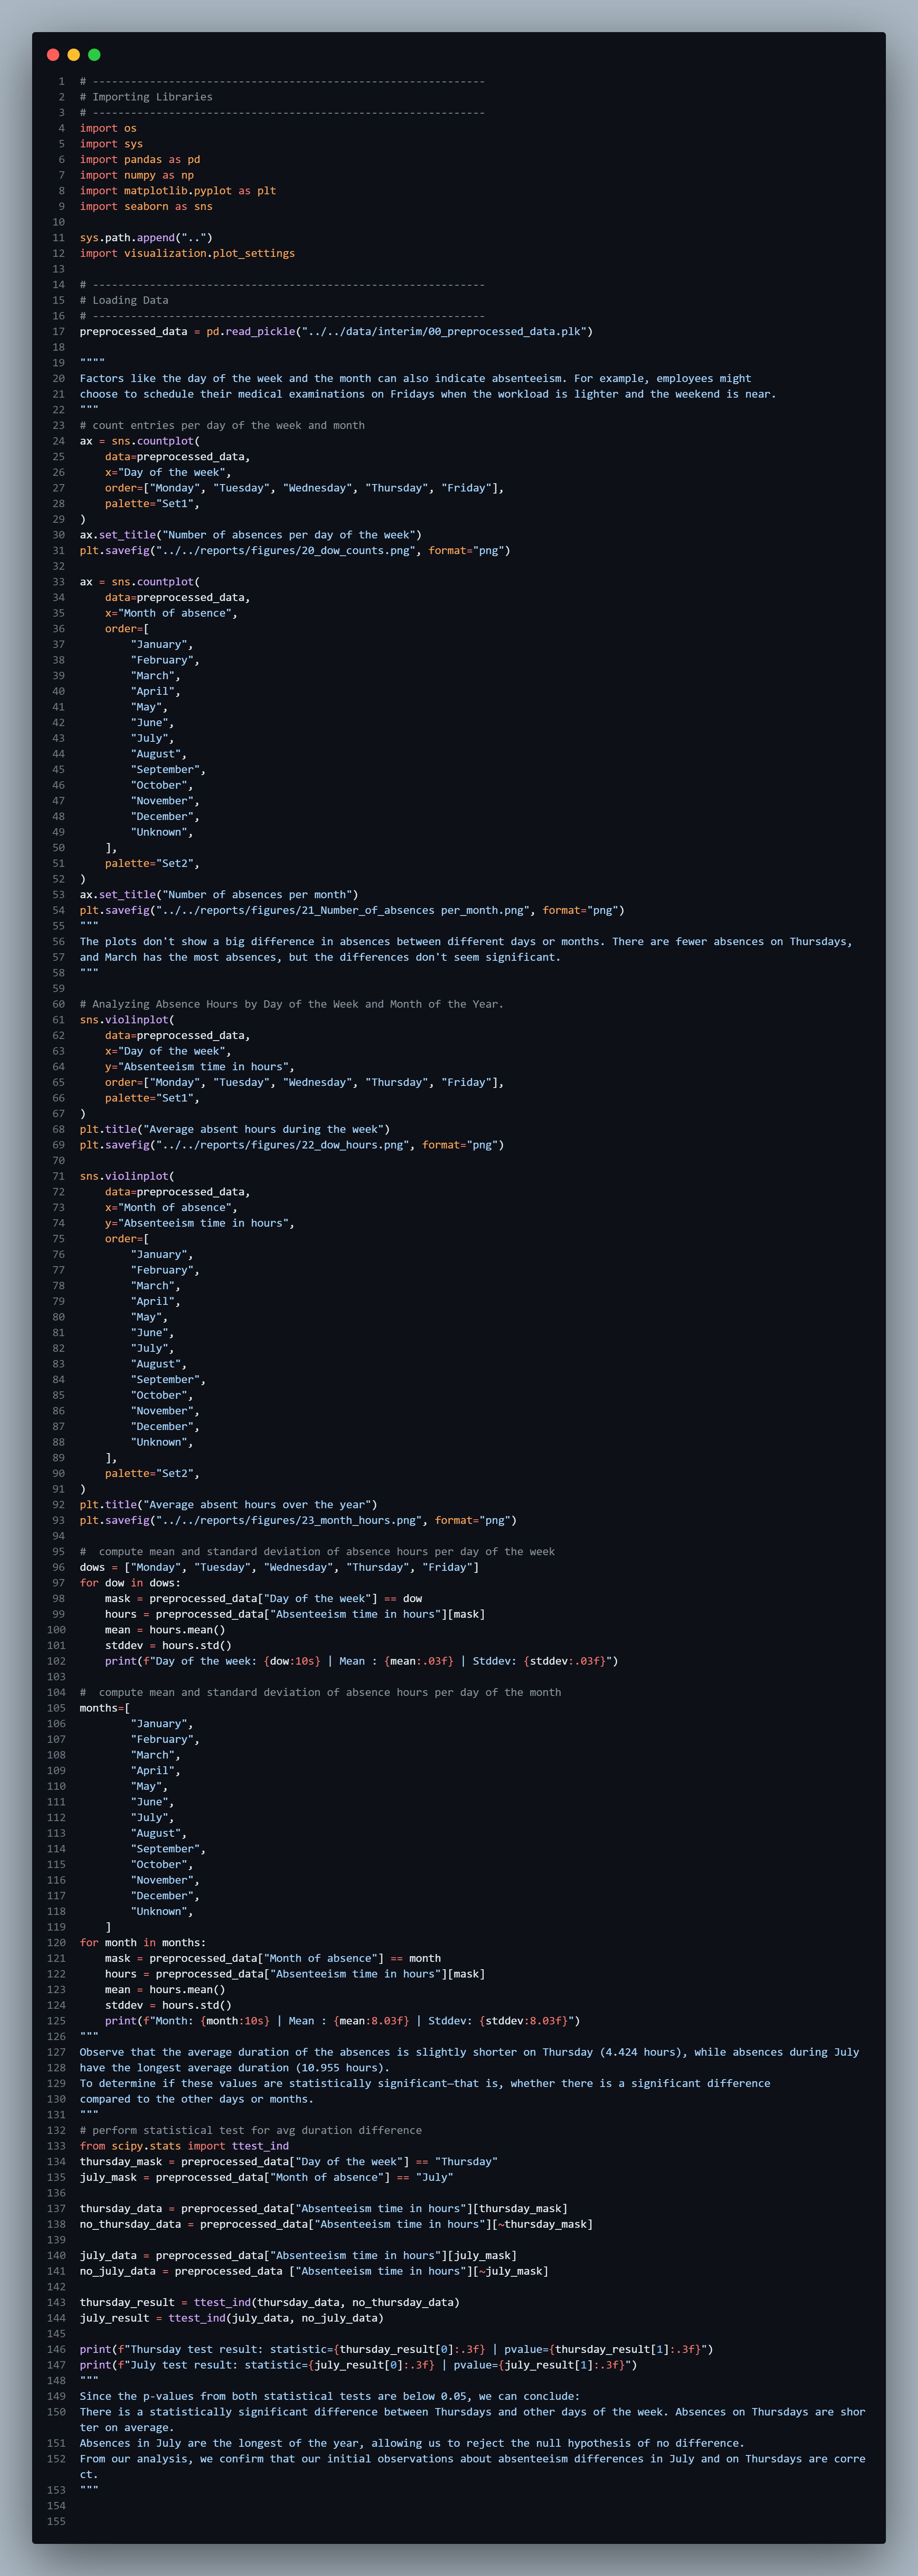 1 # --------------------------------------------------------------
2 # Importing Libraries
3 # --------------------------------------------------------------
4 import os
5 import sys
6 import pandas as pd
7 import numpy as np
8 import matplotlib.pyplot as plt
9 import seaborn as sns
10
11 sys.path.append("..")
12 import visualization.plot_settings
13
14 # --------------------------------------------------------------
15 # Loading Data
16 # --------------------------------------------------------------
17 preprocessed_data = pd.read_pickle("../../data/interim/00_preprocessed_data.plk")
18
19 """"
20 Factors like the day of the week and the month can also indicate absenteeism. For example, employees might
21 choose to schedule their medical examinations on Fridays when the workload is lighter and the weekend is near.
22 """
23 # count entries per day of the week and month
24 ax = sns.countplot(
25     data=preprocessed_data,
26     x="Day of the week",
27     order=["Monday", "Tuesday", "Wednesday", "Thursday", "Friday"],
28     palette="Set1",
29 )
30 ax.set_title("Number of absences per day of the week")
31 plt.savefig("../../reports/figures/20_dow_counts.png", format="png")
32
33 ax = sns.countplot(
34     data=preprocessed_data,
35     x="Month of absence",
36     order=[
37         "January",
38         "February",
39         "March",
40         "April",
41         "May",
42         "June",
43         "July",
44         "August",
45         "September",
46         "October",
47         "November",
48         "December",
49         "Unknown",
50     ],
51     palette="Set2",
52 )
53 ax.set_title("Number of absences per month")
54 plt.savefig("../../reports/figures/21_Number_of_absences per_month.png", format="png")
55 """
56 The plots don't show a big difference in absences between different days or months. There are fewer absences on Thursdays,
57 and March has the most absences, but the differences don't seem significant.
58 """
59
60 # Analyzing Absence Hours by Day of the Week and Month of the Year.
61 sns.violinplot(
62     data=preprocessed_data,
63     x="Day of the week",
64     y="Absenteeism time in hours",
65     order=["Monday", "Tuesday", "Wednesday", "Thursday", "Friday"],
66     palette="Set1",
67 )
68 plt.title("Average absent hours during the week")
69 plt.savefig("../../reports/figures/22_dow_hours.png", format="png")
70
71 sns.violinplot(
72     data=preprocessed_data,
73     x="Month of absence",
74     y="Absenteeism time in hours",
75     order=[
76         "January",
77         "February",
78         "March",
79         "April",
80         "May",
81         "June",
82         "July",
83         "August",
84         "September",
85         "October",
86         "November",
87         "December",
88         "Unknown",
89     ],
90     palette="Set2",
91 )
92 plt.title("Average absent hours over the year")
93 plt.savefig("../../reports/figures/23_month_hours.png", format="png")
94
95 #  compute mean and standard deviation of absence hours per day of the week
96 dows = ["Monday", "Tuesday", "Wednesday", "Thursday", "Friday"]
97 for dow in dows:
98     mask = preprocessed_data["Day of the week"] == dow
99     hours = preprocessed_data["Absenteeism time in hours"][mask]
100     mean = hours.mean()
101     stddev = hours.std()
102     print(f"Day of the week: {dow:10s} | Mean : {mean:.03f} | Stddev: {stddev:.03f}")
103
104 #  compute mean and standard deviation of absence hours per day of the month
105 months=[
106         "January",
107         "February",
108         "March",
109         "April",
110         "May",
111         "June",
112         "July",
113         "August",
114         "September",
115         "October",
116         "November",
117         "December",
118         "Unknown",
119     ]
120 for month in months:
121     mask = preprocessed_data["Month of absence"] == month
122     hours = preprocessed_data["Absenteeism time in hours"][mask]
123     mean = hours.mean()
124     stddev = hours.std()
125     print(f"Month: {month:10s} | Mean : {mean:8.03f} | Stddev: {stddev:8.03f}")
126 """
127 Observe that the average duration of the absences is slightly shorter on Thursday (4.424 hours), while absences during July
128 have the longest average duration (10.955 hours).
129 To determine if these values are statistically significant—that is, whether there is a significant difference
130 compared to the other days or months.
131 """
132 # perform statistical test for avg duration difference
133 from scipy.stats import ttest_ind
134 thursday_mask = preprocessed_data["Day of the week"] == "Thursday"
135 july_mask = preprocessed_data["Month of absence"] == "July"
136
137 thursday_data = preprocessed_data["Absenteeism time in hours"][thursday_mask]
138 no_thursday_data = preprocessed_data["Absenteeism time in hours"][~thursday_mask]
139
140 july_data = preprocessed_data["Absenteeism time in hours"][july_mask]
141 no_july_data = preprocessed_data ["Absenteeism time in hours"][~july_mask]
142
143 thursday_result = ttest_ind(thursday_data, no_thursday_data)
144 july_result = ttest_ind(july_data, no_july_data)
145
146 print(f"Thursday test result: statistic={thursday_result[0]:.3f} | pvalue={thursday_result[1]:.3f}")
147 print(f"July test result: statistic={july_result[0]:.3f} | pvalue={july_result[1]:.3f}")
148 """
149 Since the p-values from both statistical tests are below 0.05, we can conclude:
150 There is a statistically significant difference between Thursdays and other days of the week. Absences on Thursdays are shor
ter on average.
151 Absences in July are the longest of the year, allowing us to reject the null hypothesis of no difference.
152 From our analysis, we confirm that our initial observations about absenteeism differences in July and on Thursdays are corre
ct.
153 """
154
155